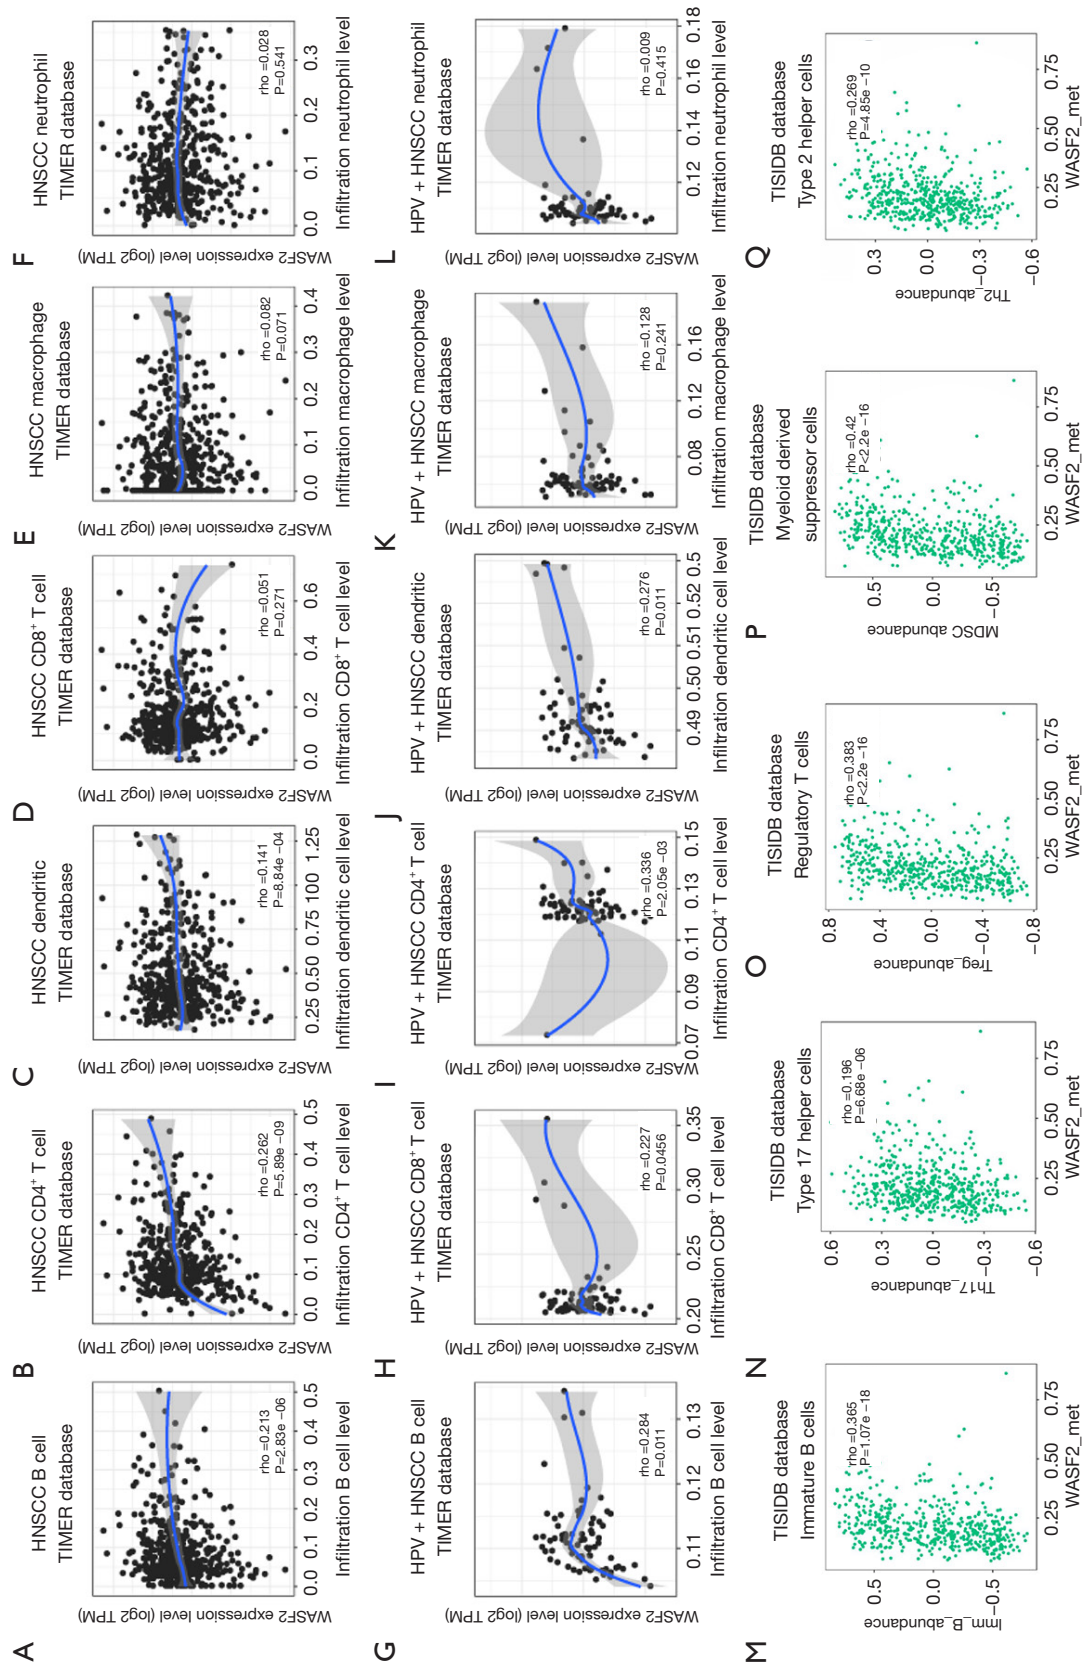 A
HNSCC B cell
TIMER database
WASF2 expression level (log2 TPM)
rho =0.213
P=2.83e −06
0.0 0.1 0.2 0.3 0.4 0.5
Infiltration B cell level
B
HNSCC CD4⁺ T cell
TIMER database
WASF2 expression level (log2 TPM)
rho =0.262
P=5.89e −09
0.0 0.1 0.2 0.3 0.4 0.5
Infiltration CD4⁺ T cell level
C
HNSCC dendritic
TIMER database
WASF2 expression level (log2 TPM)
rho =0.141
P=8.84e −04
0.25 0.50 0.75 100 1.25
Infiltration dendritic cell level
D
HNSCC CD8⁺ T cell
TIMER database
WASF2 expression level (log2 TPM)
rho =0.051
P=0.271
0.0 0.2 0.4 0.6
Infiltration CD8⁺ T cell level
E
HNSCC macrophage
TIMER database
WASF2 expression level (log2 TPM)
rho =0.082
P=0.071
0.0 0.1 0.2 0.3 0.4
Infiltration macrophage level
F
HNSCC neutrophil
TIMER database
WASF2 expression level (log2 TPM)
rho =0.028
P=0.541
0.0 0.1 0.2 0.3
Infiltration neutrophil level
G
HPV + HNSCC B cell
TIMER database
WASF2 expression level (log2 TPM)
rho =0.284
P=0.011
0.11 0.12 0.13
Infiltration B cell level
H
HPV + HNSCC CD8⁺ T cell
TIMER database
WASF2 expression level (log2 TPM)
rho =0.227
P=0.0456
0.20 0.25 0.30 0.35
Infiltration CD8⁺ T cell level
I
HPV + HNSCC CD4⁺ T cell
TIMER database
WASF2 expression level (log2 TPM)
rho =0.336
P=2.05e −03
0.07 0.09 0.11 0.13 0.15
Infiltration CD4⁺ T cell level
J
HPV + HNSCC dendritic
TIMER database
WASF2 expression level (log2 TPM)
rho =0.276
P=0.011
0.49 0.50 0.51 0.52 0.5
Infiltration dendritic cell level
K
HPV + HNSCC macrophage
TIMER database
WASF2 expression level (log2 TPM)
rho =0.128
P=0.241
0.08 0.12 0.16
Infiltration macrophage level
L
HPV + HNSCC neutrophil
TIMER database
WASF2 expression level (log2 TPM)
rho =0.009
P=0.415
0.12 0.14 0.16 0.18
Infiltration neutrophil level
M
TISIDB database
Immature B cells
Imm_B_abundance
0.5
0.0
−0.5
rho =0.365
P=1.07e −18
0.25 0.50 0.75
WASF2_met
N
TISIDB database
Type 17 helper cells
Th17_abundance
0.6
0.3
0.0
−0.3
−0.6
rho =0.196
P=6.68e −06
0.25 0.50 0.75
WASF2_met
O
TISIDB database
Regulatory T cells
Treg_abundance
0.8
0.4
0.0
−0.4
−0.8
rho =0.383
P<2.2e −16
0.25 0.50 0.75
WASF2_met
P
TISIDB database
Myeloid derived
suppressor cells
MDSC abundance
0.5
0.0
−0.5
rho =0.42
P<2.2e −16
0.25 0.50 0.75
WASF2_met
Q
TISIDB database
Type 2 helper cells
Th2_abundance
0.3
0.0
−0.3
−0.6
rho =0.269
P=4.85e −10
0.25 0.50 0.75
WASF2_met